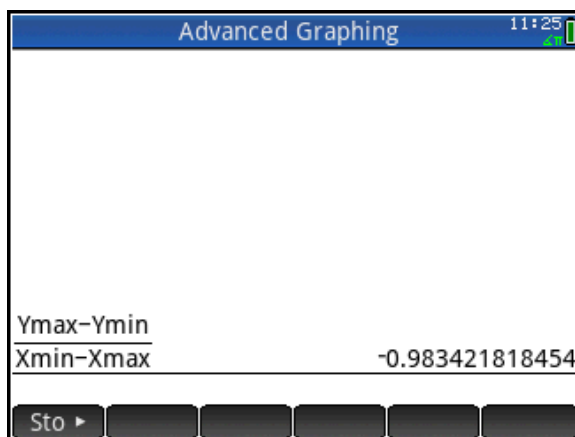 Advanced Graphing 11:25
∡π
Ymax-Ymin
Xmin-Xmax -0.983421818454
Sto ►